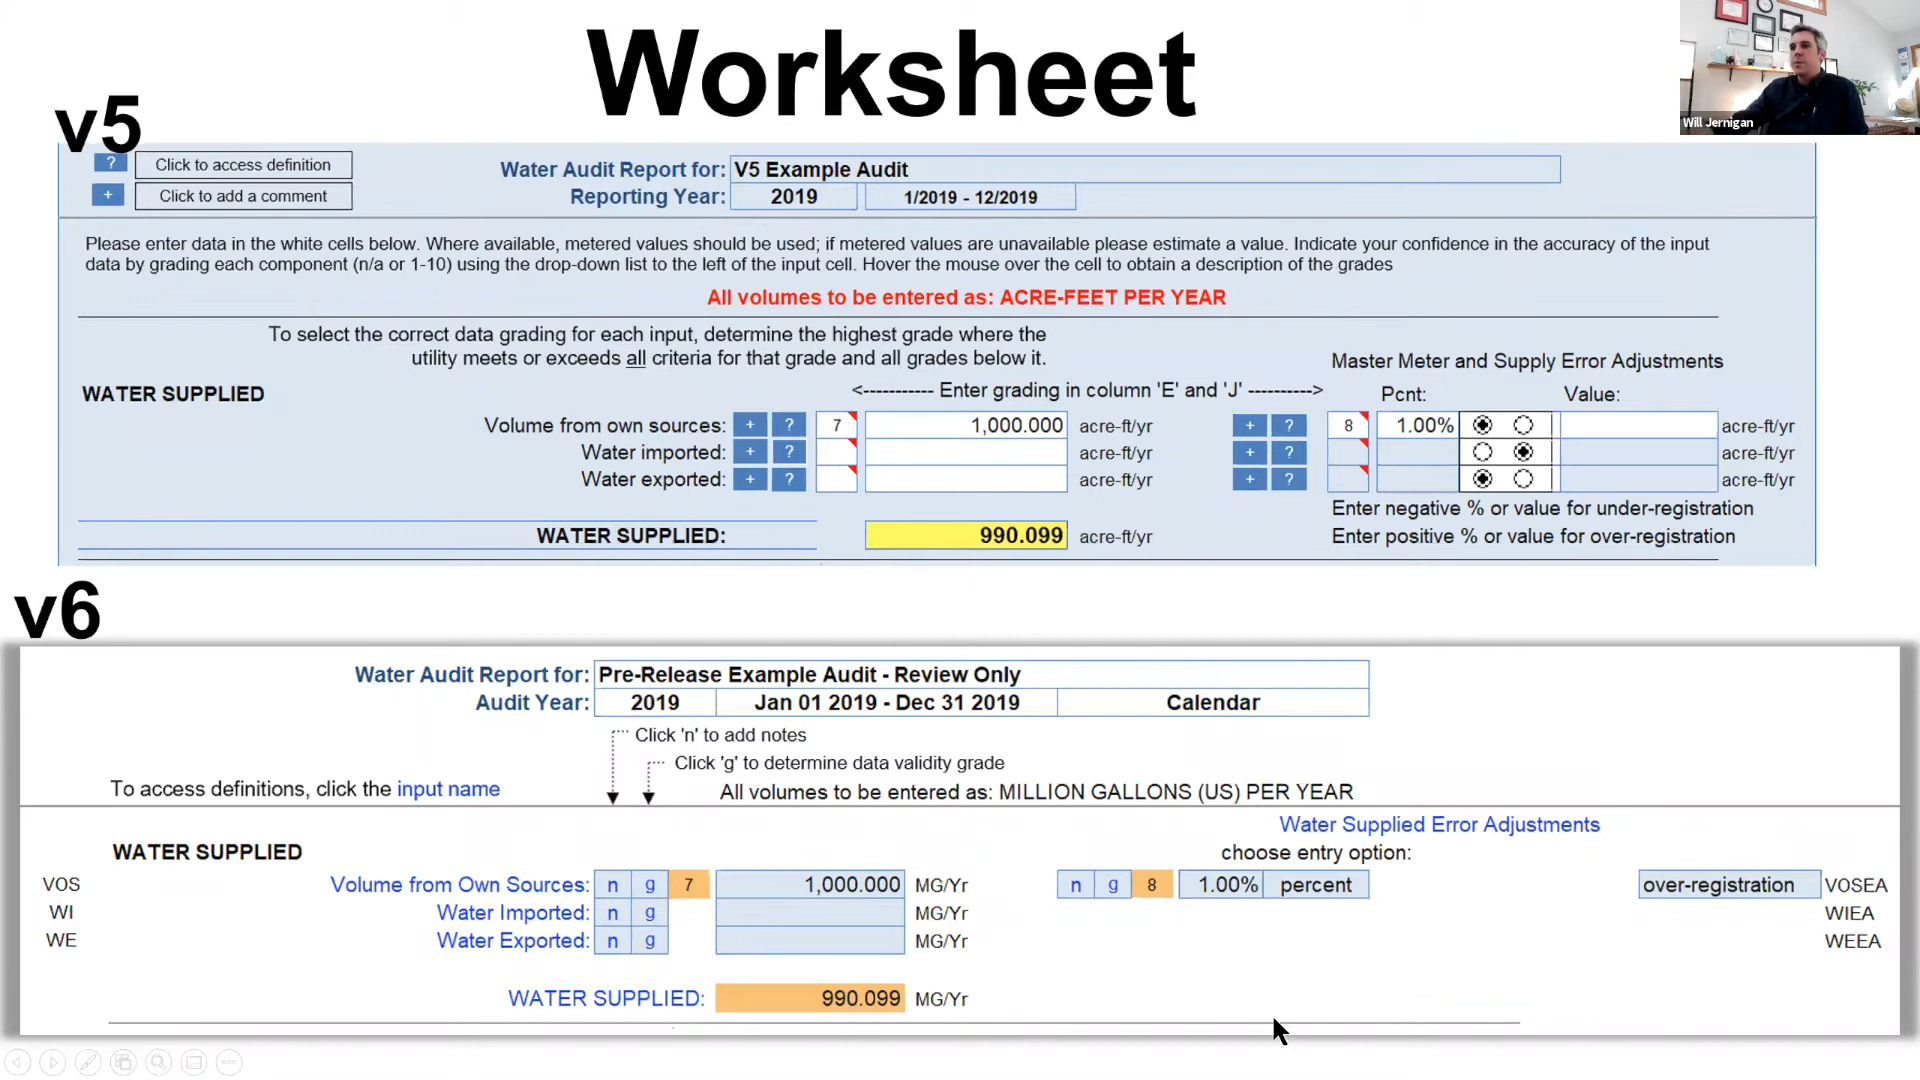 Worksheet
Will Jernigan
v5
? Click to access definition
+ Click to add a comment
Water Audit Report for: V5 Example Audit
Reporting Year: 2019 1/2019 - 12/2019
Please enter data in the white cells below. Where available, metered values should be used; if metered values are unavailable please estimate a value. Indicate your confidence in the accuracy of the input
data by grading each component (n/a or 1-10) using the drop-down list to the left of the input cell. Hover the mouse over the cell to obtain a description of the grades
All volumes to be entered as: ACRE-FEET PER YEAR
To select the correct data grading for each input, determine the highest grade where the
utility meets or exceeds all criteria for that grade and all grades below it.
Master Meter and Supply Error Adjustments
WATER SUPPLIED <----------- Enter grading in column 'E' and 'J' ----------> Pcnt: Value:
Volume from own sources: + ? 7 1,000.000 acre-ft/yr + ? 8 1.00% acre-ft/yr
Water imported: + ? acre-ft/yr + ? acre-ft/yr
Water exported: + ? acre-ft/yr + ? acre-ft/yr
Enter negative % or value for under-registration
WATER SUPPLIED: 990.099 acre-ft/yr Enter positive % or value for over-registration
v6
Water Audit Report for: Pre-Release Example Audit - Review Only
Audit Year: 2019 Jan 01 2019 - Dec 31 2019 Calendar
Click 'n' to add notes
Click 'g' to determine data validity grade
To access definitions, click the input name All volumes to be entered as: MILLION GALLONS (US) PER YEAR
Water Supplied Error Adjustments
WATER SUPPLIED choose entry option:
VOS Volume from Own Sources: n g 7 1,000.000 MG/Yr n g 8 1.00% percent over-registration VOSEA
WI Water Imported: n g MG/Yr WIEA
WE Water Exported: n g MG/Yr WEEA
WATER SUPPLIED: 990.099 MG/Yr